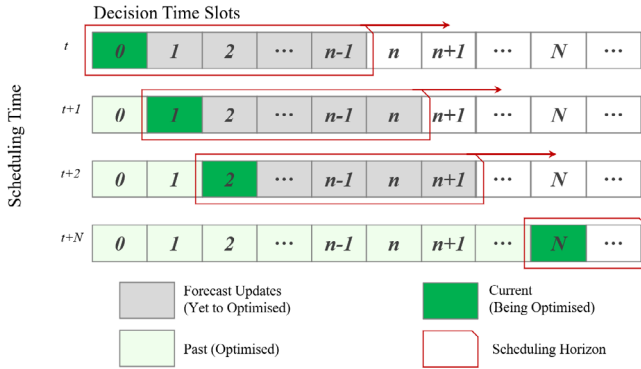 Decision Time Slots
Scheduling Time
t 0 1 2 ... n-1 n n+1 ... N ...
t+1 0 1 2 ... n-1 n n+1 ... N ...
t+2 0 1 2 ... n-1 n n+1 ... N ...
t+N 0 1 2 ... n-1 n n+1 ... N ...
Forecast Updates
(Yet to Optimised)
Current
(Being Optimised)
Past (Optimised)
Scheduling Horizon